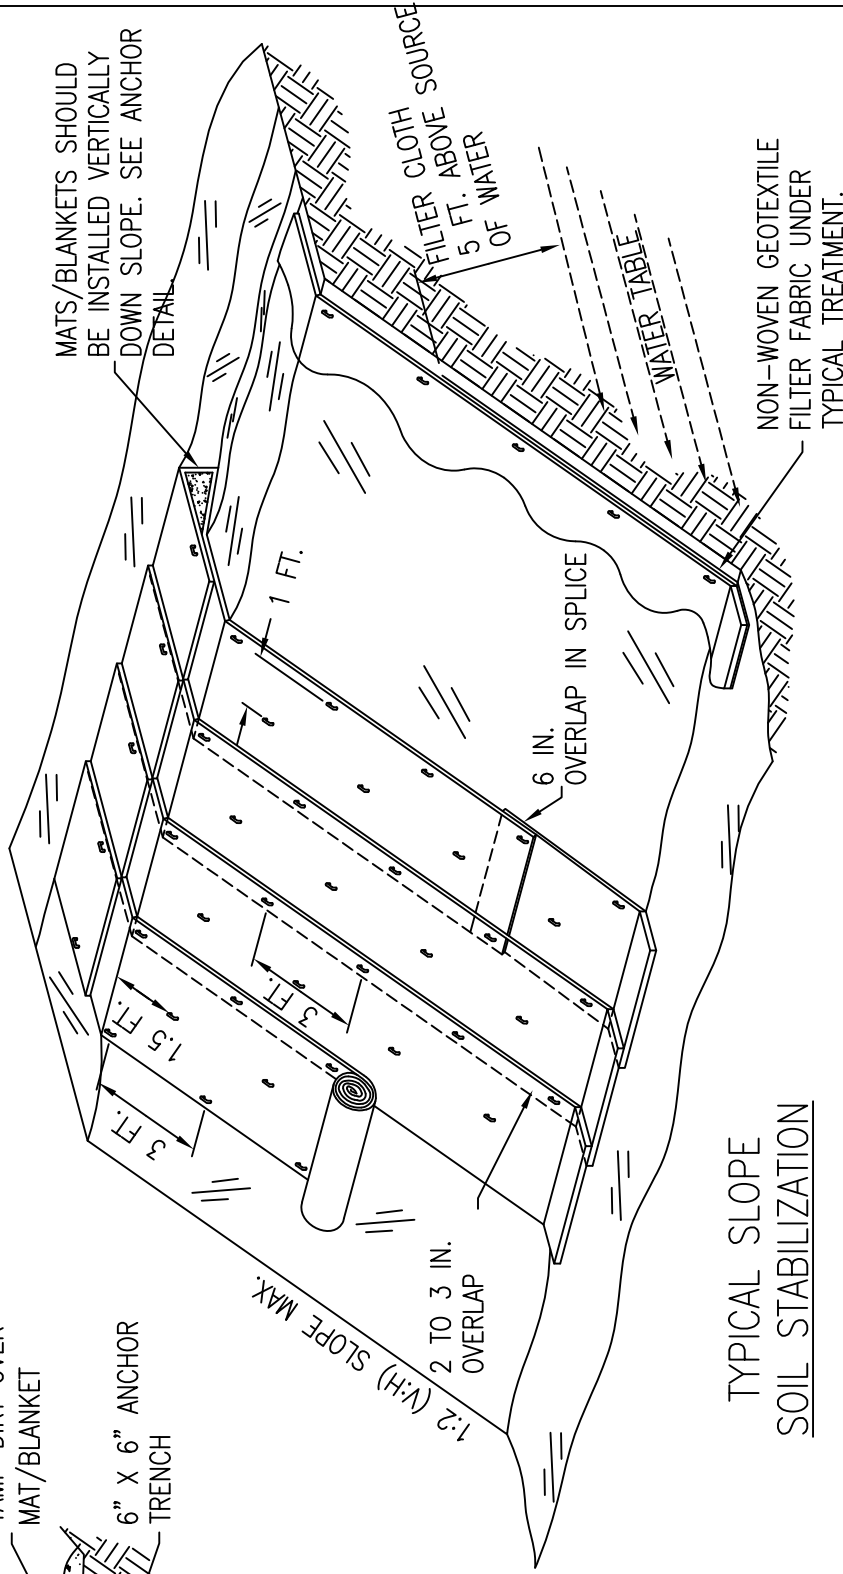 MATS/BLANKETS SHOULD
BE INSTALLED VERTICALLY
DOWN SLOPE. SEE ANCHOR
DETAIL.
FILTER CLOTH
5 FT. ABOVE SOURCE
OF WATER
WATER TABLE
NON-WOVEN GEOTEXTILE
FILTER FABRIC UNDER
TYPICAL TREATMENT.
1 FT.
6 IN.
OVERLAP IN SPLICE
3 FT.
1.5 FT.
3 FT.
2 TO 3 IN.
OVERLAP
1:2 (V:H) SLOPE MAX.
MAT/BLANKET
6" X 6" ANCHOR
TRENCH
TYPICAL SLOPE
SOIL STABILIZATION